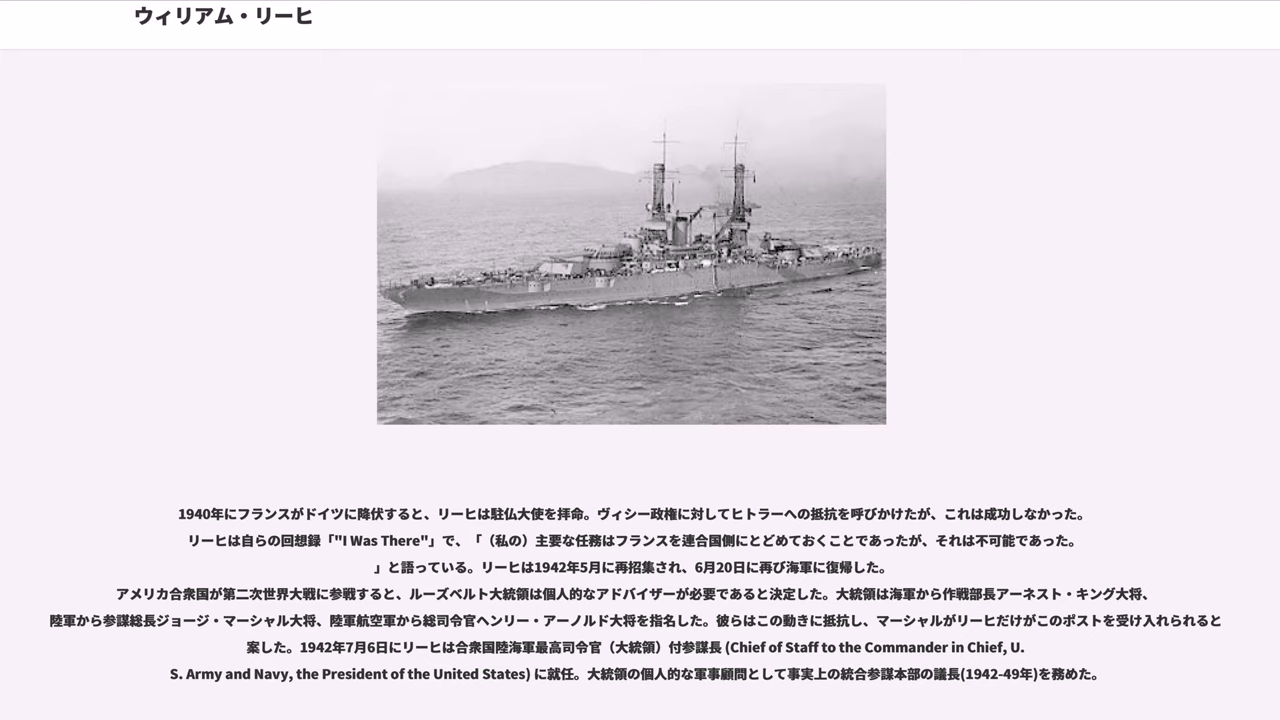 ウィリアム・リーヒ
1940年にフランスがドイツに降伏すると、リーヒは駐仏大使を拝命。ヴィシー政権に対してヒトラーへの抵抗を呼びかけたが、これは成功しなかった。
リーヒは自らの回想録「"I Was There"」で、「（私の）主要な任務はフランスを連合国側にとどめておくことであったが、それは不可能であった。
」と語っている。リーヒは1942年5月に再招集され、6月20日に再び海軍に復帰した。
アメリカ合衆国が第二次世界大戦に参戦すると、ルーズベルト大統領は個人的なアドバイザーが必要であると決定した。大統領は海軍から作戦部長アーネスト・キング大将、
陸軍から参謀総長ジョージ・マーシャル大将、陸軍航空軍から総司令官ヘンリー・アーノルド大将を指名した。彼らはこの動きに抵抗し、マーシャルがリーヒだけがこのポストを受け入れられると
案した。1942年7月6日にリーヒは合衆国陸海軍最高司令官（大統領）付参謀長 (Chief of Staff to the Commander in Chief, U.
S. Army and Navy, the President of the United States) に就任。大統領の個人的な軍事顧問として事実上の統合参謀本部の議長(1942-49年)を務めた。